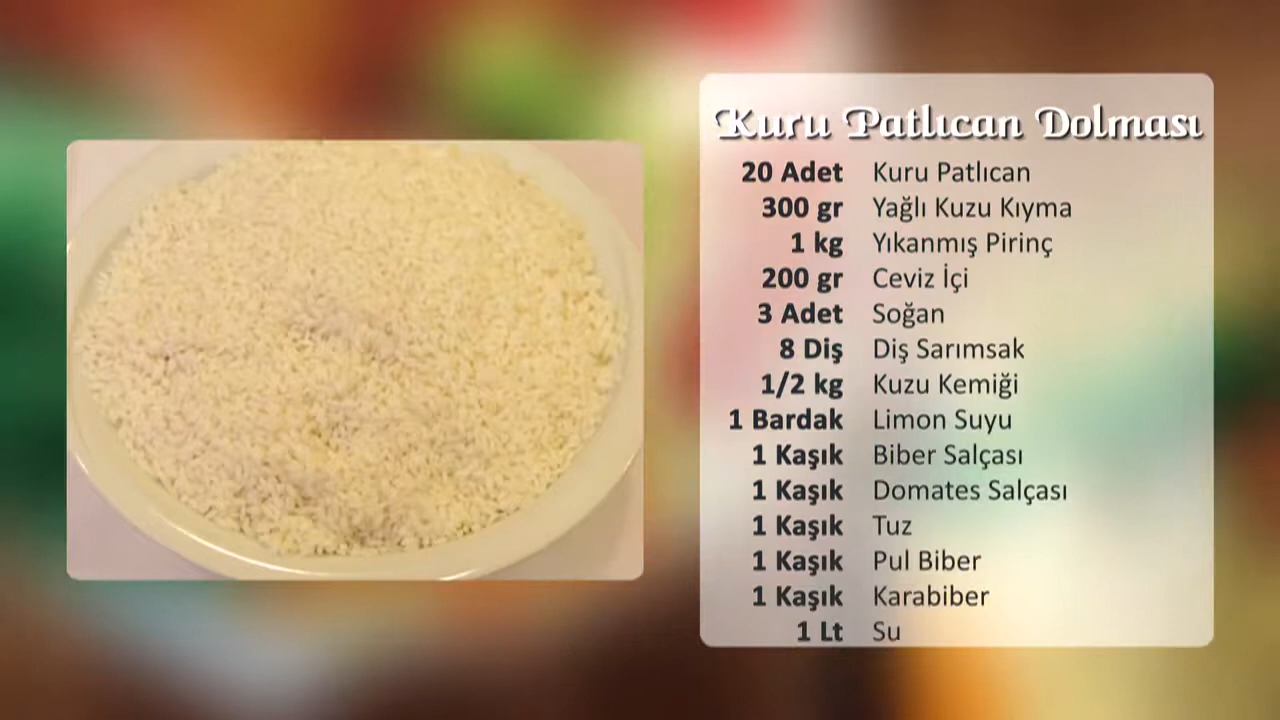 Kuru Patlıcan Dolması
20 Adet Kuru Patlıcan
300 gr Yağlı Kuzu Kıyma
1 kg Yıkanmış Pirinç
200 gr Ceviz İçi
3 Adet Soğan
8 Diş Diş Sarımsak
1/2 kg Kuzu Kemiği
1 Bardak Limon Suyu
1 Kaşık Biber Salçası
1 Kaşık Domates Salçası
1 Kaşık Tuz
1 Kaşık Pul Biber
1 Kaşık Karabiber
1 Lt Su